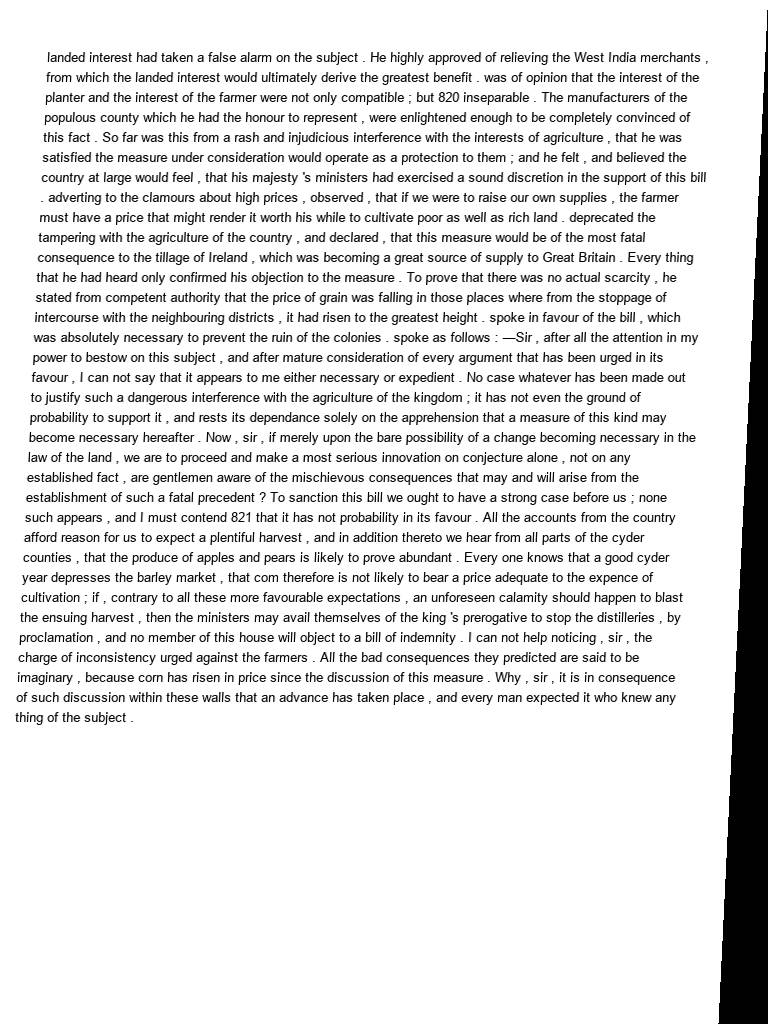 landed interest had taken a false alarm on the subject . He highly approved of relieving the West India merchants ,
from which the landed interest would ultimately derive the greatest benefit . was of opinion that the interest of the
planter and the interest of the farmer were not only compatible ; but 820 inseparable . The manufacturers of the
populous county which he had the honour to represent , were enlightened enough to be completely convinced of
this fact . So far was this from a rash and injudicious interference with the interests of agriculture , that he was
satisfied the measure under consideration would operate as a protection to them ; and he felt , and believed the
country at large would feel , that his majesty 's ministers had exercised a sound discretion in the support of this bill
. adverting to the clamours about high prices , observed , that if we were to raise our own supplies , the farmer
must have a price that might render it worth his while to cultivate poor as well as rich land . deprecated the
tampering with the agriculture of the country , and declared , that this measure would be of the most fatal
consequence to the tillage of Ireland , which was becoming a great source of supply to Great Britain . Every thing
that he had heard only confirmed his objection to the measure . To prove that there was no actual scarcity , he
stated from competent authority that the price of grain was falling in those places where from the stoppage of
intercourse with the neighbouring districts , it had risen to the greatest height . spoke in favour of the bill , which
was absolutely necessary to prevent the ruin of the colonies . spoke as follows : —Sir , after all the attention in my
power to bestow on this subject , and after mature consideration of every argument that has been urged in its
favour , I can not say that it appears to me either necessary or expedient . No case whatever has been made out
to justify such a dangerous interference with the agriculture of the kingdom ; it has not even the ground of
probability to support it , and rests its dependance solely on the apprehension that a measure of this kind may
become necessary hereafter . Now , sir , if merely upon the bare possibility of a change becoming necessary in the
law of the land , we are to proceed and make a most serious innovation on conjecture alone , not on any
established fact , are gentlemen aware of the mischievous consequences that may and will arise from the
establishment of such a fatal precedent ? To sanction this bill we ought to have a strong case before us ; none
such appears , and I must contend 821 that it has not probability in its favour . All the accounts from the country
afford reason for us to expect a plentiful harvest , and in addition thereto we hear from all parts of the cyder
counties , that the produce of apples and pears is likely to prove abundant . Every one knows that a good cyder
year depresses the barley market , that com therefore is not likely to bear a price adequate to the expence of
cultivation ; if , contrary to all these more favourable expectations , an unforeseen calamity should happen to blast
the ensuing harvest , then the ministers may avail themselves of the king 's prerogative to stop the distilleries , by
proclamation , and no member of this house will object to a bill of indemnity . I can not help noticing , sir , the
charge of inconsistency urged against the farmers . All the bad consequences they predicted are said to be
imaginary , because corn has risen in price since the discussion of this measure . Why , sir , it is in consequence
of such discussion within these walls that an advance has taken place , and every man expected it who knew any
thing of the subject .